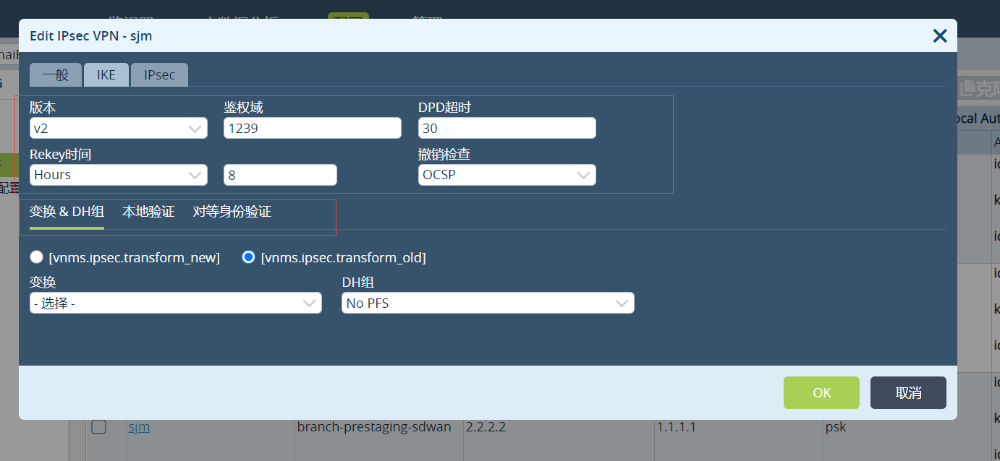 配置
管理
Edit IPsec VPN - sjm
一般 IKE IPsec
版本 鉴权域 DPD超时
v2 1239 30
Rekey时间 撤销检查
Hours 8 OCSP
变换 & DH组 本地验证 对等身份验证
[vnms.ipsec.transform_new] [vnms.ipsec.transform_old]
变换 DH组
- 选择 - No PFS
OK 取消
sjm branch-prestaging-sdwan 2.2.2.2 1.1.1.1 psk